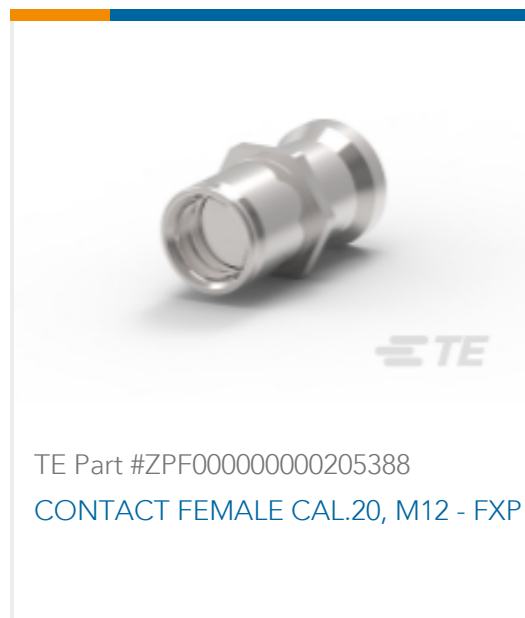 TE
TE Part #ZPF000000000205388
CONTACT FEMALE CAL.20, M12 - FXP